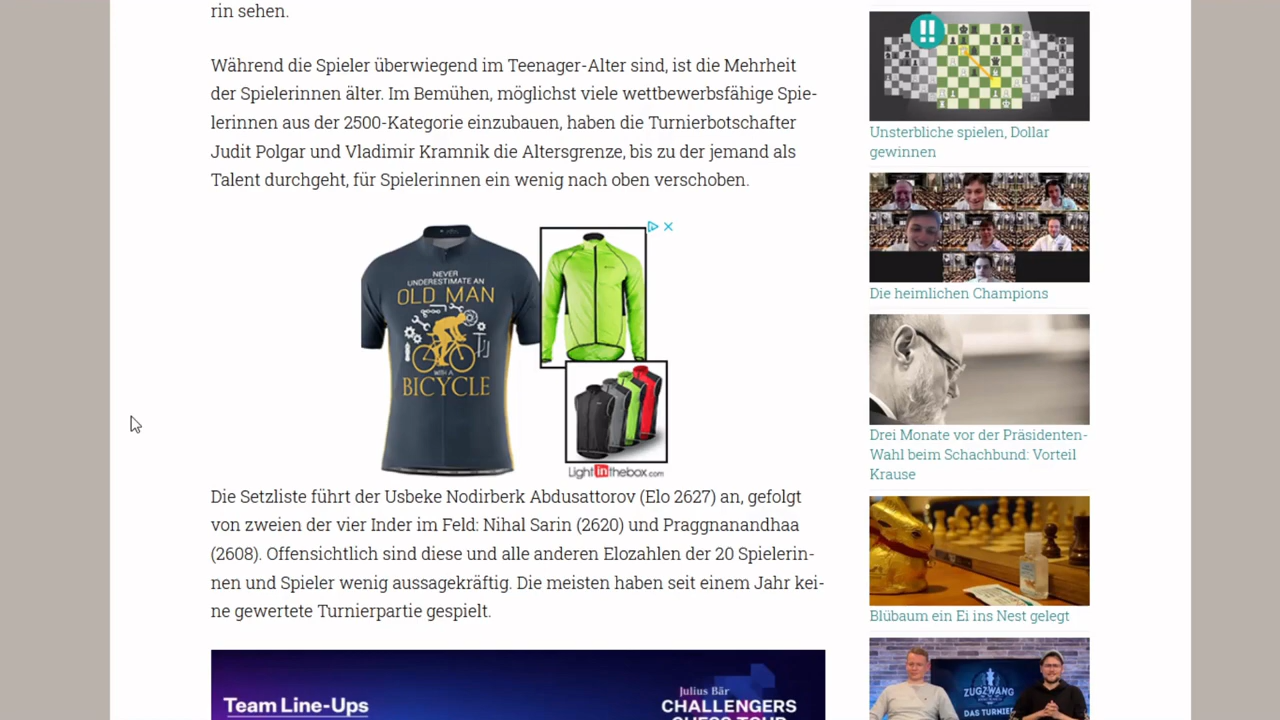 rin sehen.
Während die Spieler überwiegend im Teenager-Alter sind, ist die Mehrheit
der Spielerinnen älter. Im Bemühen, möglichst viele wettbewerbsfähige Spie-
lerinnen aus der 2500-Kategorie einzubauen, haben die Turnierbotschafter
Judit Polgar und Vladimir Kramnik die Altersgrenze, bis zu der jemand als
Talent durchgeht, für Spielerinnen ein wenig nach oben verschoben.
NEVER
UNDERESTIMATE AN
OLD MAN
WITH A
BICYCLE
Lightinthebox.com
Die Setzliste führt der Usbeke Nodirberk Abdusattorov (Elo 2627) an, gefolgt
von zweien der vier Inder im Feld: Nihal Sarin (2620) und Praggnanandhaa
(2608). Offensichtlich sind diese und alle anderen Elozahlen der 20 Spielerin-
nen und Spieler wenig aussagekräftig. Die meisten haben seit einem Jahr kei-
ne gewertete Turnierpartie gespielt.
Team Line-Ups
Julius Bär
CHALLENGERS
CHESS TOUR
!!
Unsterbliche spielen, Dollar
gewinnen
Die heimlichen Champions
Drei Monate vor der Präsidenten-
Wahl beim Schachbund: Vorteil
Krause
Blübaum ein Ei ins Nest gelegt
ZUGZWANG
DAS TURNIER